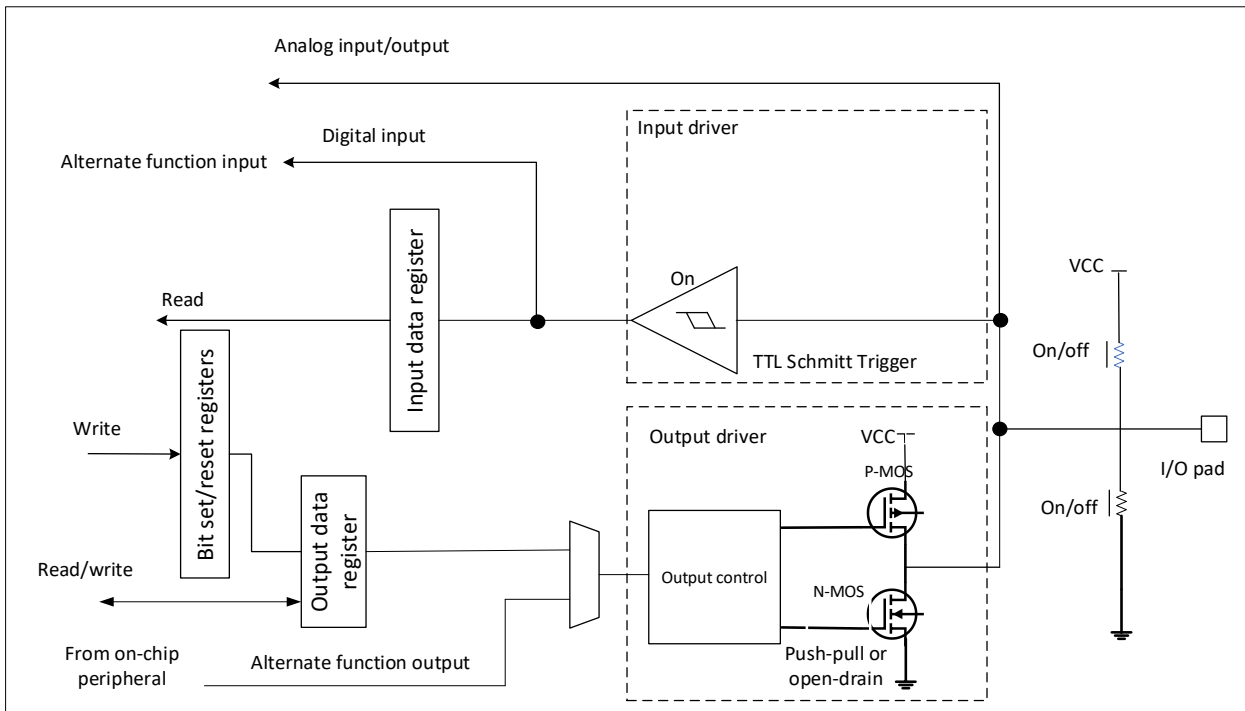 Analog input/output
Input driver
Digital input
Alternate function input
Input data register
On
VCC
Read
TTL Schmitt Trigger
On/off
Bit set/reset registers
Write
Output driver
VCC
I/O pad
P-MOS
Output data
register
On/off
Read/write
Output control
N-MOS
From on-chip
peripheral
Alternate function output
Push-pull or
open-drain